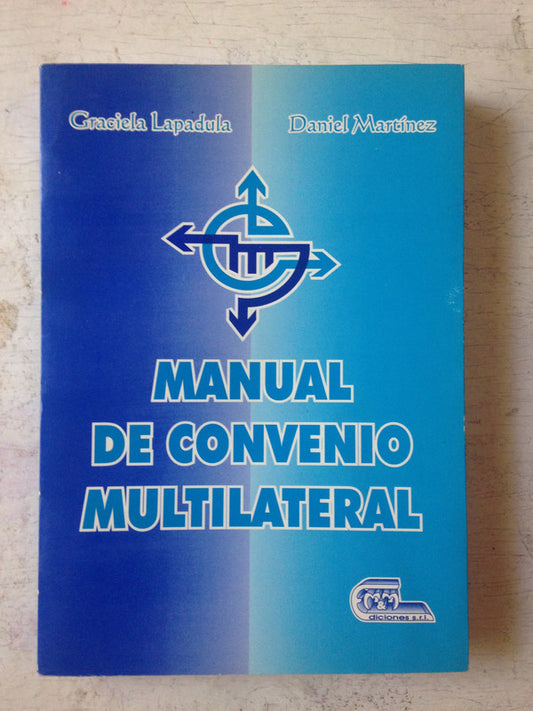 Graciela Lapadula Daniel Martínez
MANUAL
DE CONVENIO
MULTILATERAL
diciones s.r.l.